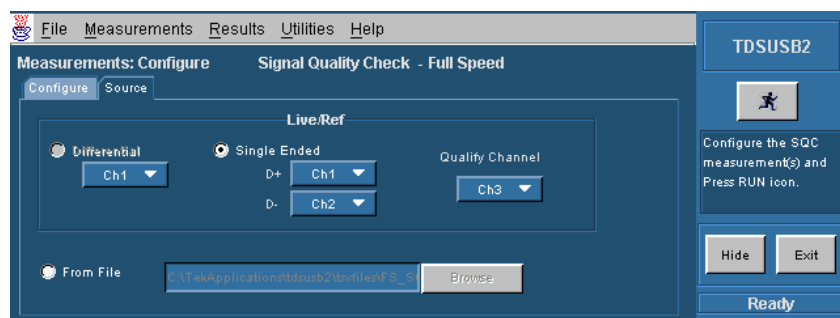 File Measurements Results Utilities Help
Measurements: Configure Signal Quality Check - Full Speed
Configure Source
Live/Ref
Differential
Ch1
Single Ended
D+ Ch1
D- Ch2
Qualify Channel
Ch3
From File
C:\TekApplications\tdsusb2\tsvfiles\FS_S
Browse
TDSUSB2
Configure the SQC
measurement(s) and
Press RUN icon.
Hide Exit
Ready